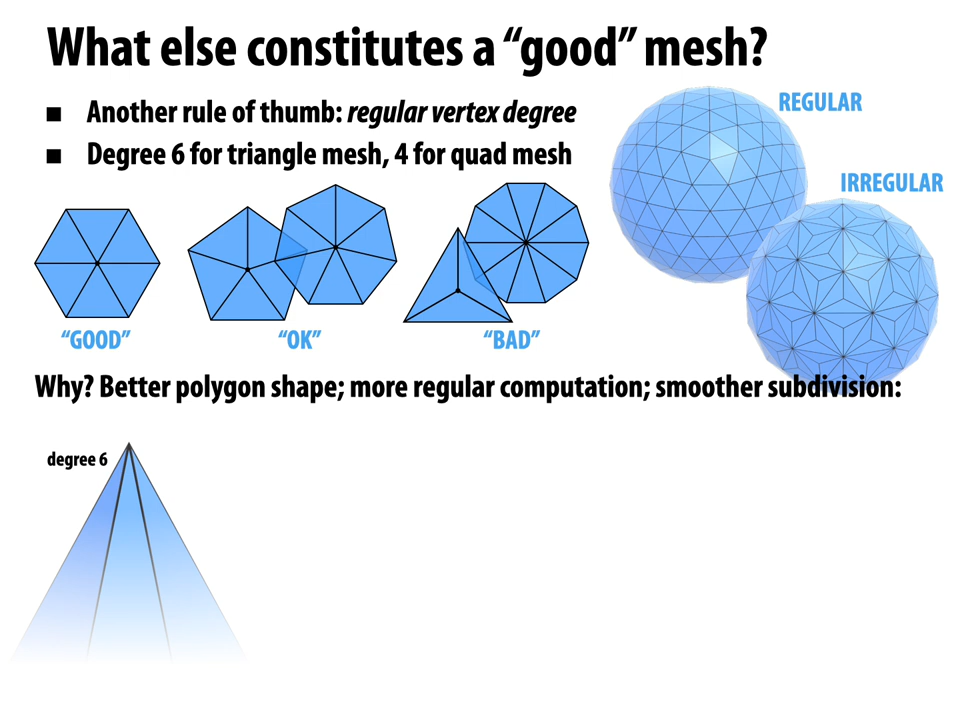 What else constitutes a “good” mesh?
■ Another rule of thumb: regular vertex degree
■ Degree 6 for triangle mesh, 4 for quad mesh
REGULAR
IRREGULAR
“GOOD”
“OK”
“BAD”
Why? Better polygon shape; more regular computation; smoother subdivision:
degree 6